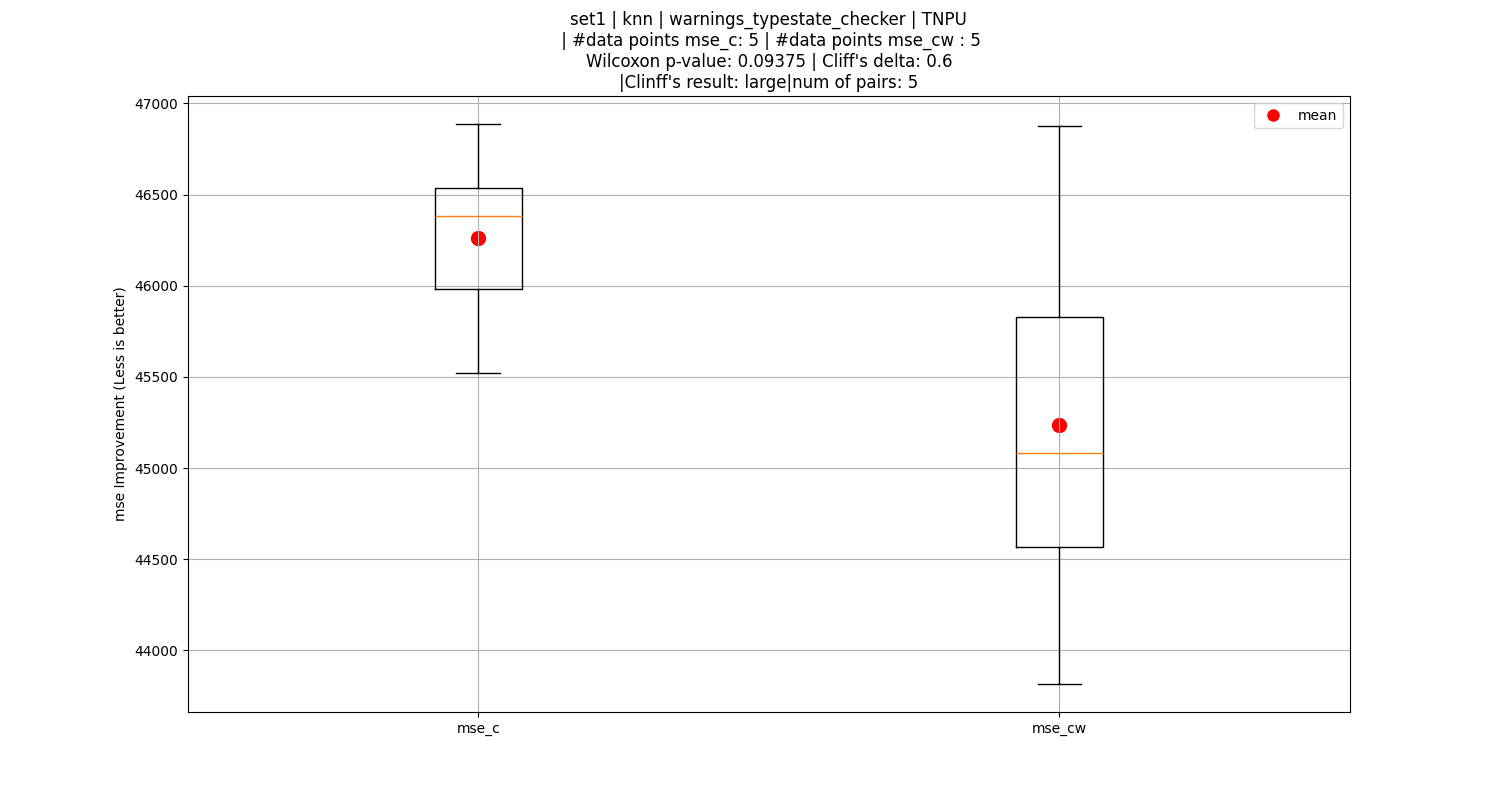 set1 | knn | warnings_typestate_checker | TNPU
| #data points mse_c: 5 | #data points mse_cw : 5
Wilcoxon p-value: 0.09375 | Cliff's delta: 0.6
|Clinff's result: large|num of pairs: 5
mean
mse Improvement (Less is better)
47000
46500
46000
45500
45000
44500
44000
mse_c
mse_cw